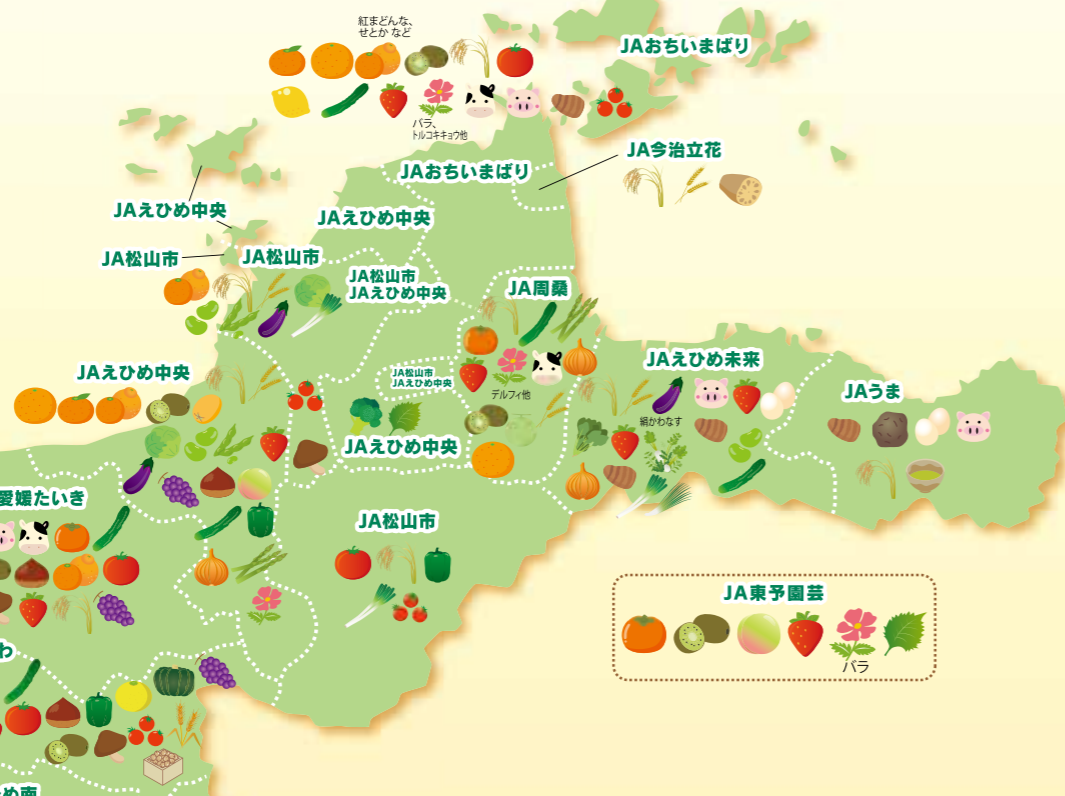 紅まどんな、
せとか など
JAおちいまばり
バラ、
トルコキキョウ他
JA今治立花
JAおちいまばり
JAえひめ中央
JAえひめ中央
JA松山市
JA松山市
JA松山市
JAえひめ中央
JA周桑
JAえひめ未来
JAえひめ中央
JA松山市
JAえひめ中央
デルフィ他
絹かわなす
JAうま
JAえひめ中央
愛媛たいき
JA松山市
JA東予園芸
バラ
わ
め南